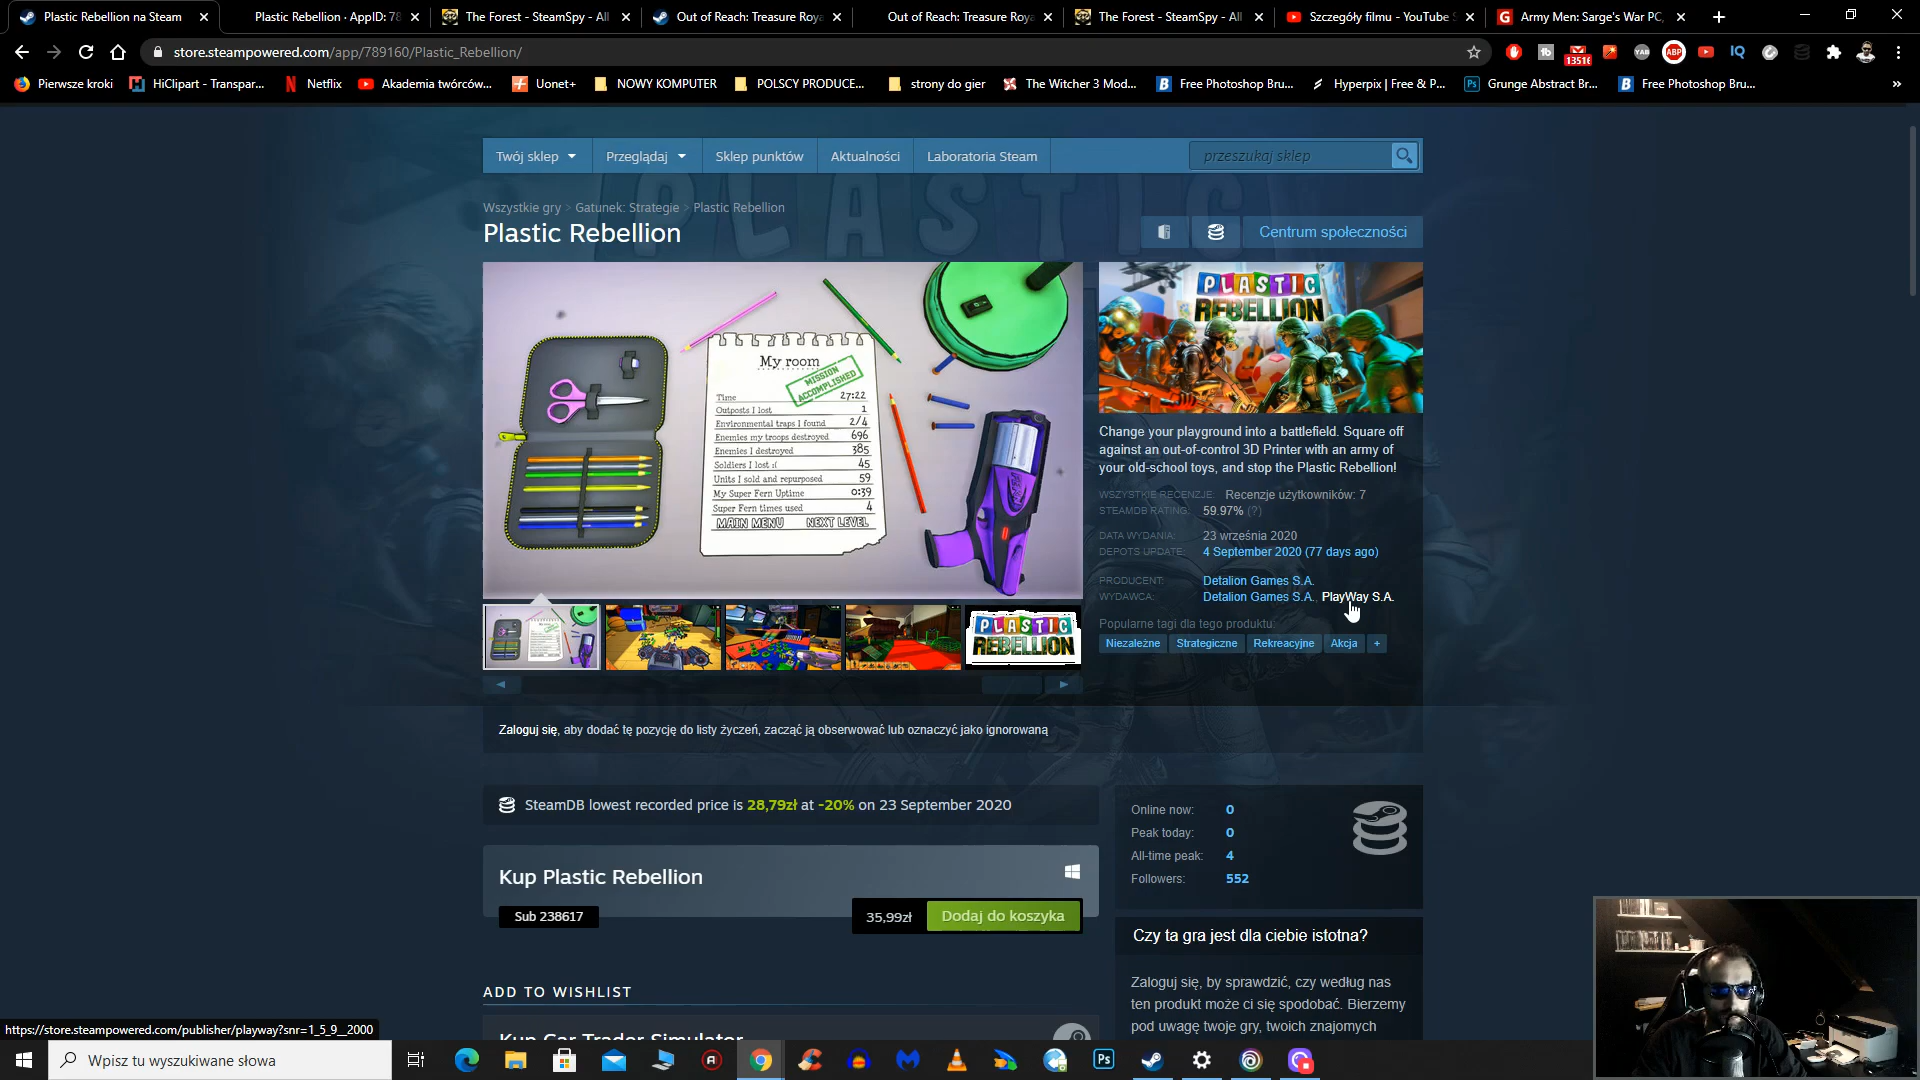 Plastic Rebellion na Steam
Plastic Rebellion · AppID: 78
The Forest - SteamSpy - All
Out of Reach: Treasure Roya
Out of Reach: Treasure Roya
The Forest - SteamSpy - All
Szczegóły filmu - YouTube S
Army Men: Sarge's War PC,
store.steampowered.com/app/789160/Plastic_Rebellion/
Pierwsze kroki
HiClipart - Transpar...
Netflix
Akademia twórców...
Uonet+
NOWY KOMPUTER
POLSCY PRODUCE...
strony do gier
The Witcher 3 Mod...
Free Photoshop Bru...
Hyperpix | Free & P...
Grunge Abstract Br...
Free Photoshop Bru...
Twój sklep
Przeglądaj
Sklep punktów
Aktualności
Laboratoria Steam
przeszukaj sklep
PLASTIC
Wszystkie gry > Gatunek: Strategie > Plastic Rebellion
Plastic Rebellion
Centrum społeczności
My room
MISSION
ACCOMPLISHED
Time 27:22
Outposts I lost 1
Environmental traps I found 2/4
Enemies my troops destroyed 696
Enemies I destroyed 385
Soldiers I lost :( 45
Units I sold and repurposed 59
My Super Fern Uptime 0:39
Super Fern times used 4
MAIN MENU NEXT LEVEL
PLASTIC
REBELLION
Change your playground into a battlefield. Square off
against an out-of-control 3D Printer with an army of
your old-school toys, and stop the Plastic Rebellion!
WSZYSTKIE RECENZJE: Recenzje użytkowników: 7
STEAMDB RATING: 59.97% (?)
DATA WYDANIA: 23 września 2020
DEPOTS UPDATE: 4 September 2020 (77 days ago)
PRODUCENT: Detalion Games S.A.
WYDAWCA: Detalion Games S.A., PlayWay S.A.
Popularne tagi dla tego produktu:
Niezależne
Strategiczne
Rekreacyjne
Akcja
+
PLASTIC
REBELLION
Zaloguj się, aby dodać tę pozycję do listy życzeń, zacząć ją obserwować lub oznaczyć jako ignorowaną
SteamDB lowest recorded price is 28,79zł at -20% on 23 September 2020
Online now: 0
Peak today: 0
All-time peak: 4
Followers: 552
Kup Plastic Rebellion
Sub 238617
35,99zł
Dodaj do koszyka
Czy ta gra jest dla ciebie istotna?
Zaloguj się, by sprawdzić, czy według nas
ten produkt może ci się spodobać. Bierzemy
pod uwagę twoje gry, twoich znajomych
ADD TO WISHLIST
Kup Car Trader Simulator
https://store.steampowered.com/publisher/playway?snr=1_5_9__2000
Wpisz tu wyszukiwane słowa